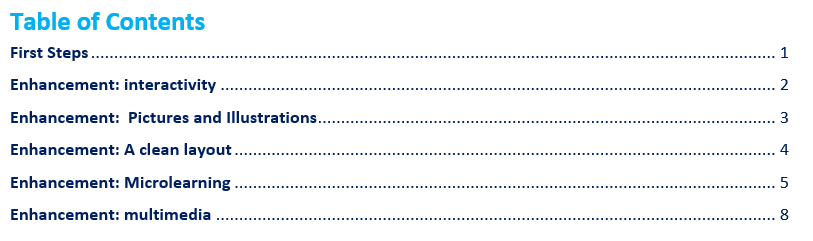 Table of Contents
First Steps ........................................................................................................................................................ 1
Enhancement: interactivity ........................................................................................................................... 2
Enhancement:  Pictures and Illustrations..................................................................................................... 3
Enhancement: A clean layout ........................................................................................................................ 4
Enhancement: Microlearning ........................................................................................................................ 5
Enhancement: multimedia ............................................................................................................................ 8